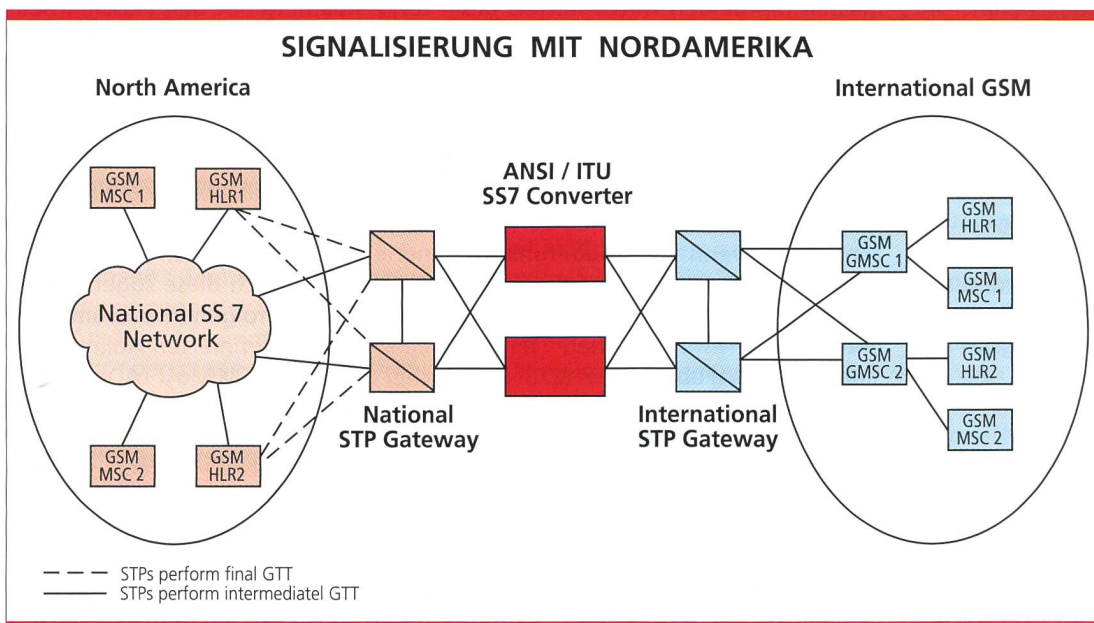 SIGNALISIERUNG MIT NORDAMERIKA
North America
International GSM
ANSI / ITU
SS7 Converter
GSM
MSC 1
GSM
HLR1
National SS 7
Network
GSM
MSC 2
GSM
HLR2
National
STP Gateway
International
STP Gateway
GSM
GMSC 1
GSM
HLR1
GSM
MSC 1
GSM
GMSC 2
GSM
HLR2
GSM
MSC 2
STPs perform final GTT
STPs perform intermediatel GTT